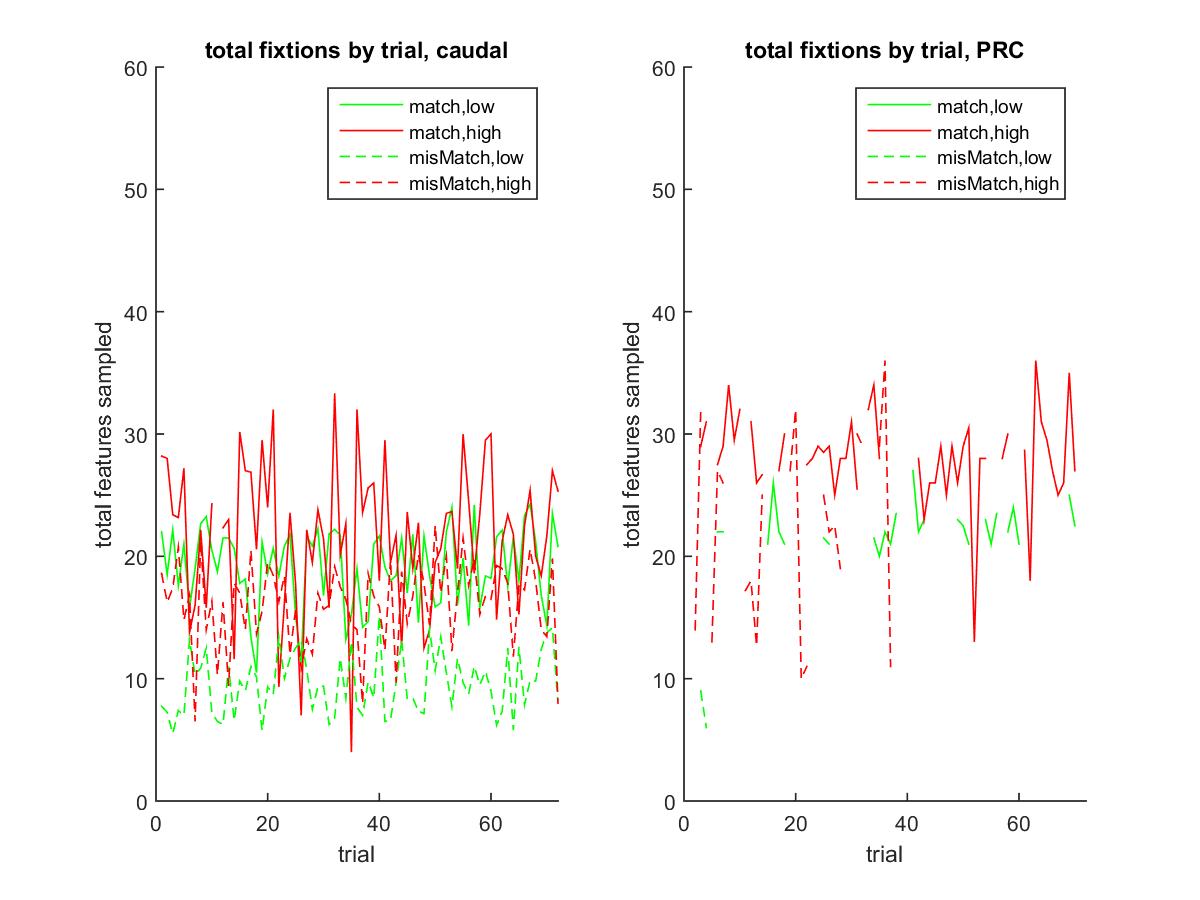 total fixtions by trial, caudal
60
50
40
30
20
10
0
total features sampled
match,low
match,high
misMatch,low
misMatch,high
0 20 40 60
trial
total fixtions by trial, PRC
60
50
40
30
20
10
0
total features sampled
match,low
match,high
misMatch,low
misMatch,high
0 20 40 60
trial